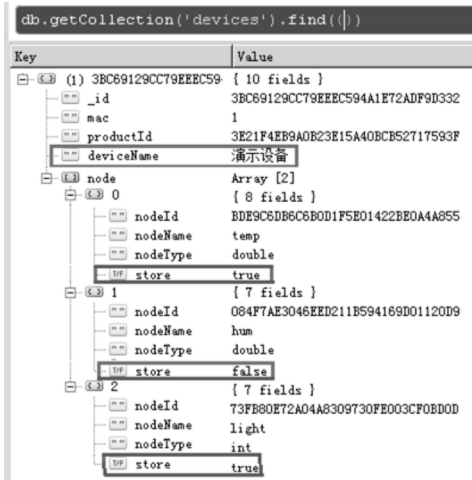 db.getCollection('devices').find(())
Key Value
(1) 3BC69129CC79EEEC59 { 10 fields }
_id 3BC69129CC79EEEC594A1E72ADF9D332
mac 1
productId 3E21F4EB9A0B23E15A40BCB52717593F
deviceName 演示设备
node Array [2]
0 { 8 fields }
nodeId BDE9C6DB6C6B0D1F5E01422BE0A4A855
nodeName temp
nodeType double
store true
1 { 7 fields }
nodeId 084F7AE3046EED211B594169D01120D9
nodeName hum
nodeType double
store false
2 { 7 fields }
nodeId 73FB80E72A04A8309730FE003CF0BD0D
nodeName light
nodeType int
store true